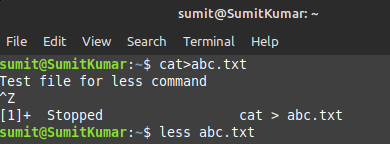 sumit@SumitKumar: ~
File Edit View Search Terminal Help
sumit@SumitKumar:~$ cat>abc.txt
Test file for less command
^Z
[1]+  Stopped                 cat > abc.txt
sumit@SumitKumar:~$ less abc.txt